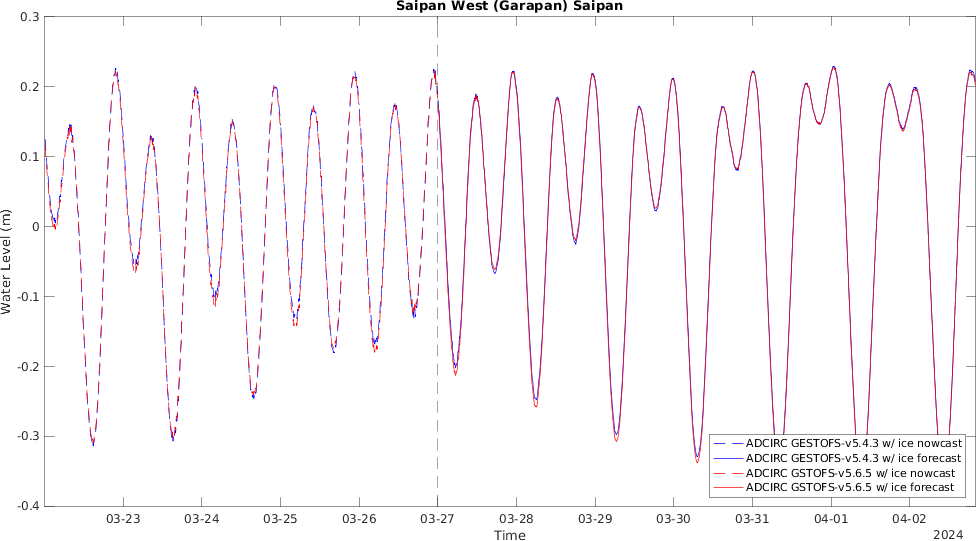 Saipan West (Garapan) Saipan
0.3
0.2
0.1
0
-0.1
-0.2
-0.3
-0.4
Water Level (m)
ADCIRC GESTOFS-v5.4.3 w/ ice nowcast
ADCIRC GESTOFS-v5.4.3 w/ ice forecast
ADCIRC GSTOFS-v5.6.5 w/ ice nowcast
ADCIRC GSTOFS-v5.6.5 w/ ice forecast
03-23 03-24 03-25 03-26 03-27 03-28 03-29 03-30 03-31 04-01 04-02
Time
2024